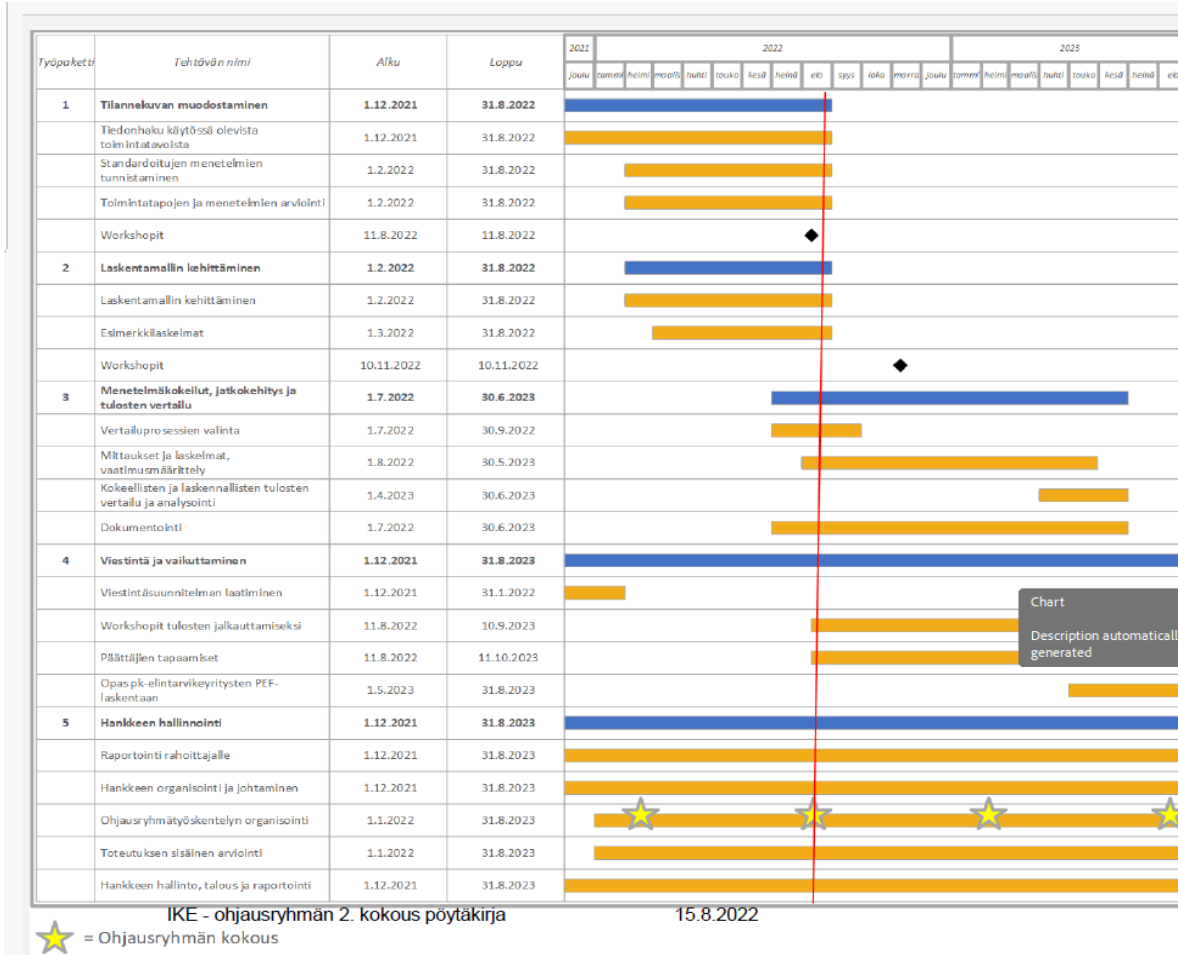 Työpaketti Tehtävän nimi Alku Loppu
2021 2022 2023
joulu tammi helmi maalis huhti touko kesä heinä elo syys loka marra joulu tammi helmi maalis huhti touko kesä heinä elo
1 Tilannekuvan muodostaminen 1.12.2021 31.8.2022
Tiedonhaku käytössä olevista
toimintatavoista 1.12.2021 31.8.2022
Standardoitujen menetelmien
tunnistaminen 1.2.2022 31.8.2022
Toimintatapojen ja menetelmien arviointi 1.2.2022 31.8.2022
Workshopit 11.8.2022 11.8.2022
2 Laskentamallin kehittäminen 1.2.2022 31.8.2022
Laskentamallin kehittäminen 1.2.2022 31.8.2022
Esimerkkilaskelmat 1.3.2022 31.8.2022
Workshopit 10.11.2022 10.11.2022
3 Menetelmäkokeilut, jatkokehitys ja
tulosten vertailu 1.7.2022 30.6.2023
Vertailuprosessien valinta 1.7.2022 30.9.2022
Mittaukset ja laskelmat,
vaatimusmäärittely 1.8.2022 30.5.2023
Kokeellisten ja laskennallisten tulosten
vertailu ja analysointi 1.4.2023 30.6.2023
Dokumentointi 1.7.2022 30.6.2023
4 Viestintä ja vaikuttaminen 1.12.2021 31.8.2023
Viestintäsuunnitelman laatiminen 1.12.2021 31.1.2022
Workshopit tulosten jalkauttamiseksi 11.8.2022 10.9.2023
Päättäjien tapaamiset 11.8.2022 11.10.2023
Chart
Description automaticall
generated
Opas pk-elintarvikeyritysten PEF-
laskentaan 1.5.2023 31.8.2023
5 Hankkeen hallinnointi 1.12.2021 31.8.2023
Raportointi rahoittajalle 1.12.2021 31.8.2023
Hankkeen organisointi ja johtaminen 1.12.2021 31.8.2023
Ohjausryhmätyöskentelyn organisointi 1.1.2022 31.8.2023
Toteutuksen sisäinen arviointi 1.1.2022 31.8.2023
Hankkeen hallinto, talous ja raportointi 1.12.2021 31.8.2023
IKE - ohjausryhmän 2. kokous pöytäkirja 15.8.2022
= Ohjausryhmän kokous